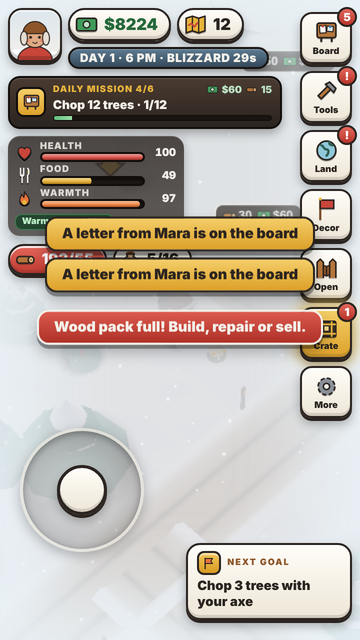 $8224
12
5
Board
DAY 1 · 6 PM · BLIZZARD 29s
DAILY MISSION 4/6
$60
15
Chop 12 trees · 1/12
!
Tools
HEALTH
100
FOOD
49
WARMTH
97
Warm
!
Land
30
$60
Decor
A letter from Mara is on the board
5/16
Open
A letter from Mara is on the board
1
Wood pack full! Build, repair or sell.
Crate
More
NEXT GOAL
Chop 3 trees with
your axe